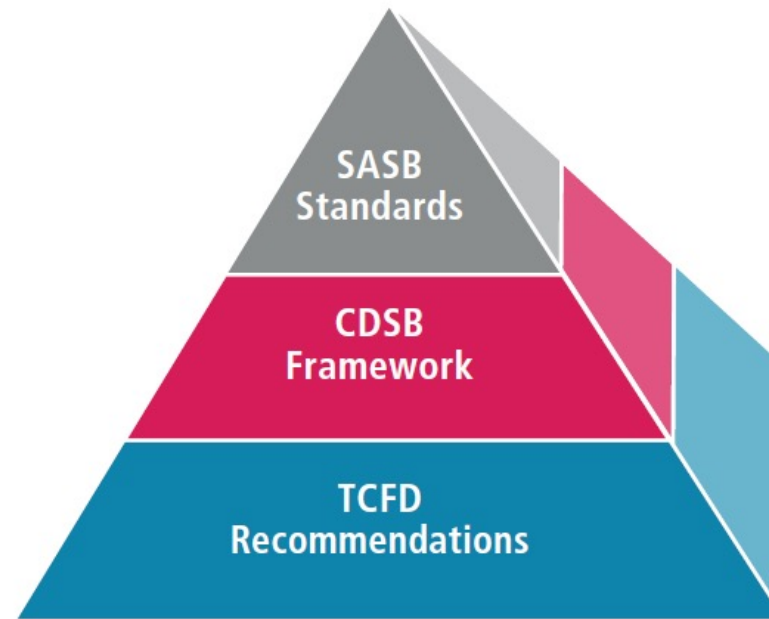 SASB
Standards
CDSB
Framework
TCFD
Recommendations